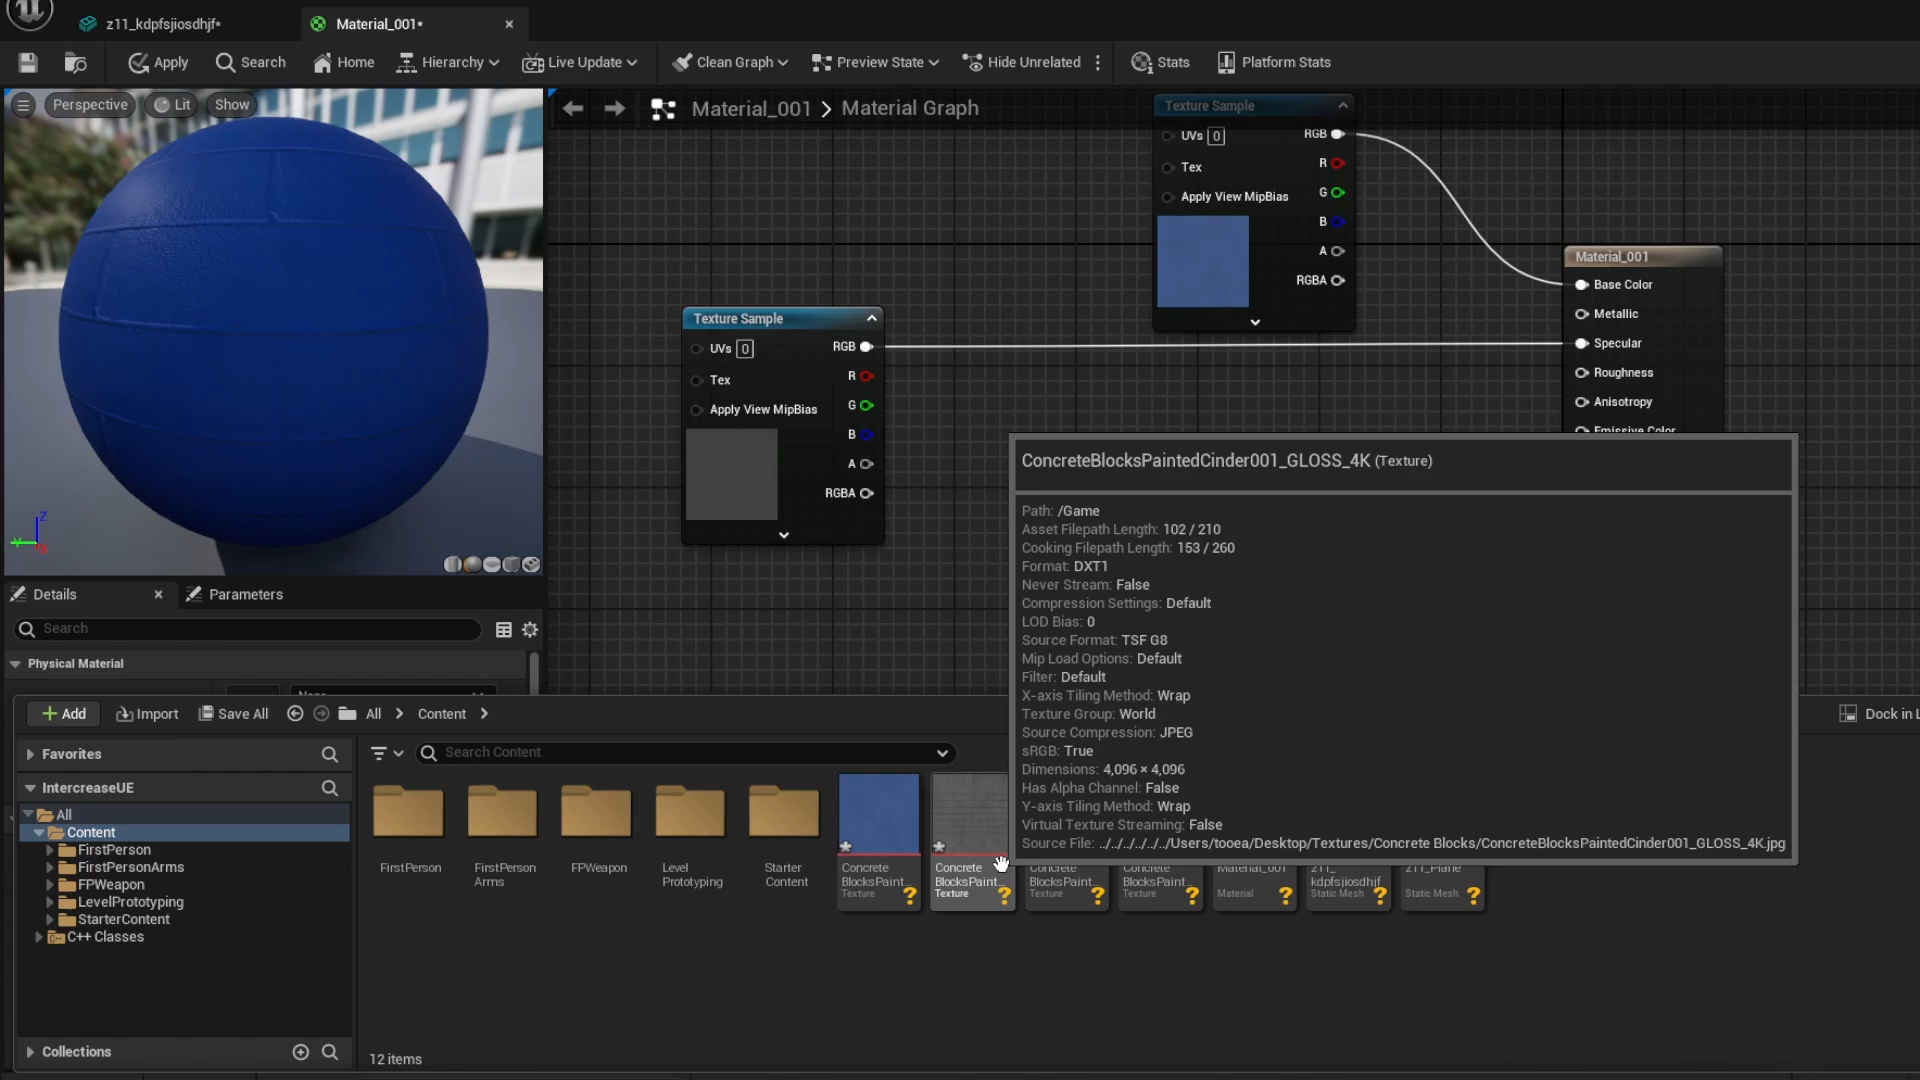 z11_kdpfsjiosdhjf*
Material_001*
Apply
Search
Home
Hierarchy
Live Update
Clean Graph
Preview State
Hide Unrelated
Stats
Platform Stats
Perspective
Lit
Show
Material_001
Material Graph
Texture Sample
UVs 0
RGB
Tex
R
Apply View MipBias
G
B
A
RGBA
Texture Sample
UVs 0
RGB
Tex
R
Apply View MipBias
G
B
A
RGBA
Material_001
Base Color
Metallic
Specular
Roughness
Anisotropy
Emissive Color
Z
Y
X
ConcreteBlocksPaintedCinder001_GLOSS_4K (Texture)
Path: /Game
Asset Filepath Length: 102 / 210
Cooking Filepath Length: 153 / 260
Format: DXT1
Never Stream: False
Compression Settings: Default
LOD Bias: 0
Source Format: TSF G8
Mip Load Options: Default
Filter: Default
X-axis Tiling Method: Wrap
Texture Group: World
Source Compression: JPEG
sRGB: True
Dimensions: 4,096 × 4,096
Has Alpha Channel: False
Y-axis Tiling Method: Wrap
Virtual Texture Streaming: False
Source File: ../../../../../../Users/tooea/Desktop/Textures/Concrete Blocks/ConcreteBlocksPaintedCinder001_GLOSS_4K.jpg
Details
Parameters
Search
Physical Material
None
Add
Import
Save All
All
Content
Dock in L
Favorites
Search Content
IntercreaseUE
All
Content
FirstPerson
FirstPersonArms
FPWeapon
LevelPrototyping
StarterContent
C++ Classes
Collections
FirstPerson
FirstPerson
Arms
FPWeapon
Level
Prototyping
Starter
Content
Concrete
BlocksPaint...
Texture
Concrete
BlocksPaint...
Texture
Concrete
BlocksPaint...
Texture
Concrete
BlocksPaint...
Texture
Material_001
Material
z11_
kdpfsjiosdhjf
Static Mesh
z11_Plane
Static Mesh
12 items